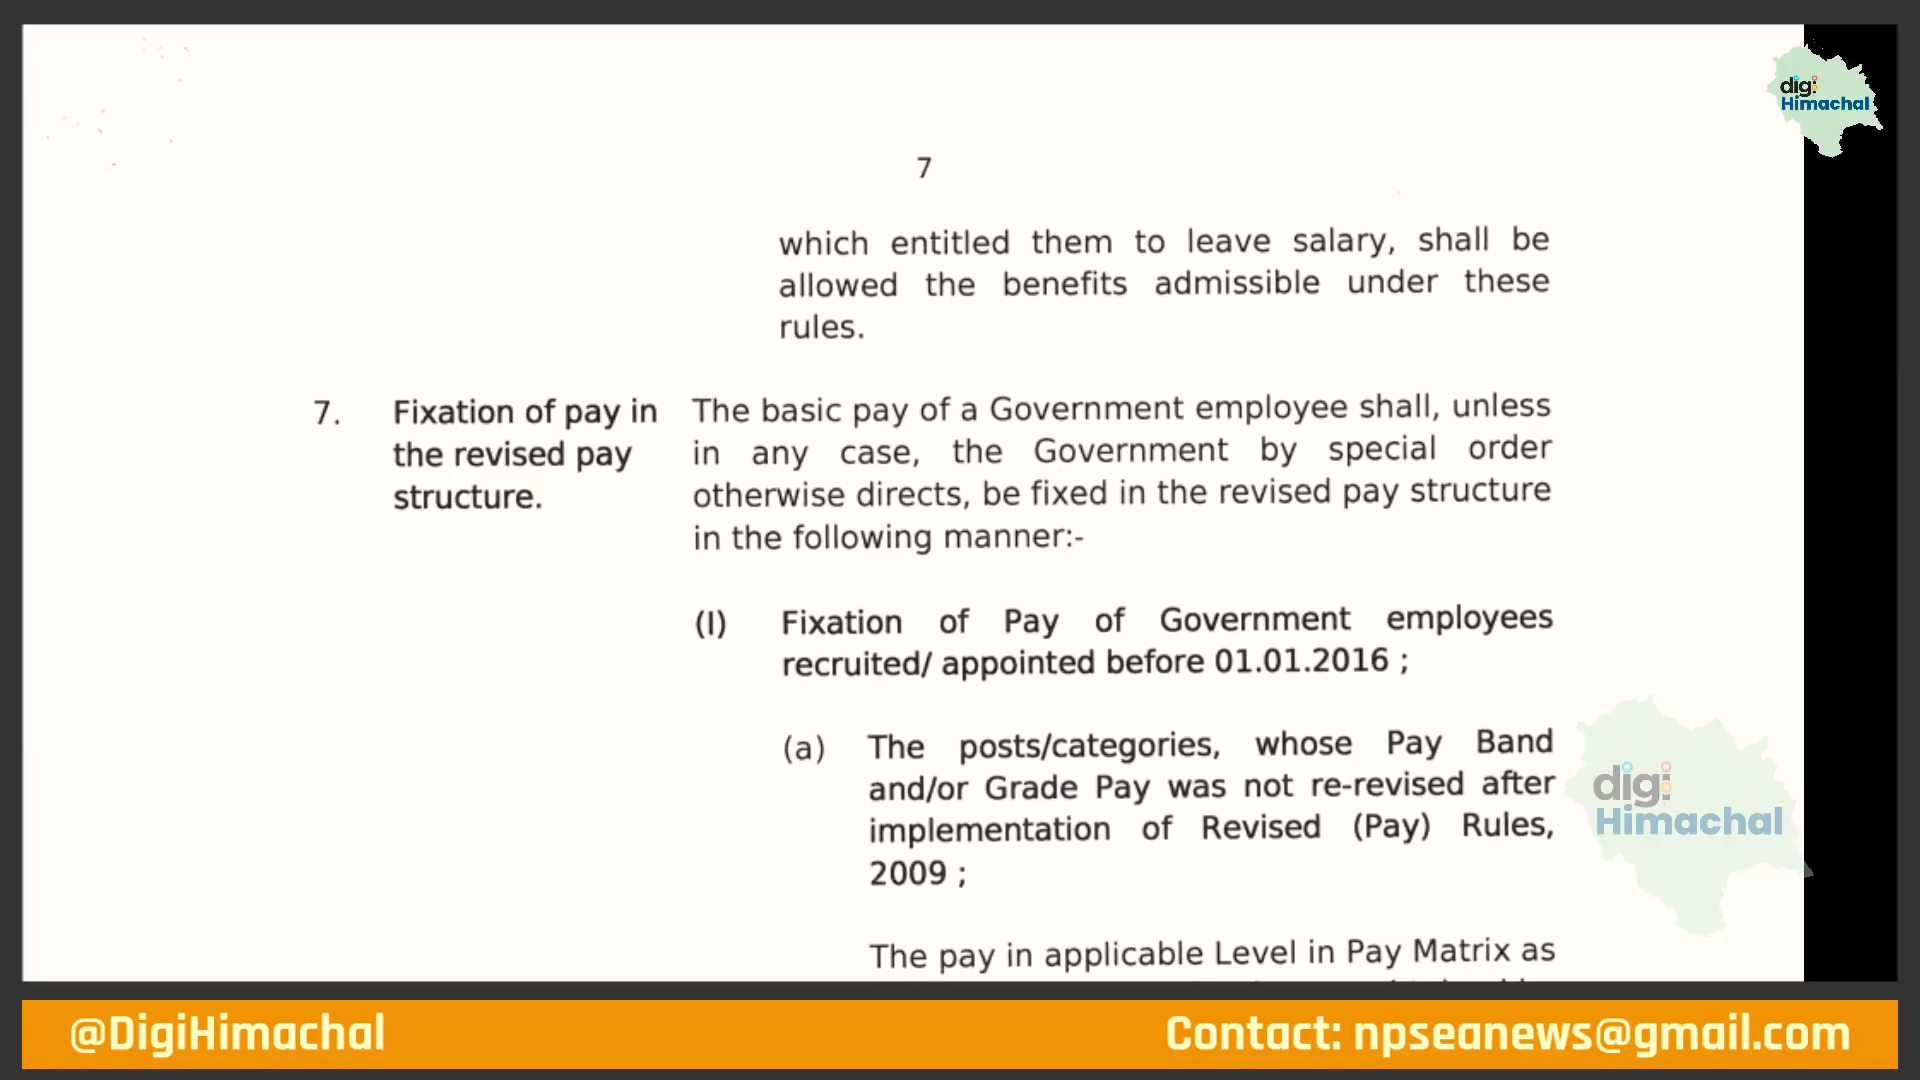 dig:
Himachal
7
which entitled them to leave salary, shall be
allowed the benefits admissible under these
rules.
7. Fixation of pay in
the revised pay
structure.
The basic pay of a Government employee shall, unless
in any case, the Government by special order
otherwise directs, be fixed in the revised pay structure
in the following manner:-
(I) Fixation of Pay of Government employees
recruited/ appointed before 01.01.2016 ;
(a) The posts/categories, whose Pay Band
and/or Grade Pay was not re-revised after
implementation of Revised (Pay) Rules,
2009 ;
dig:
Himachal
The pay in applicable Level in Pay Matrix as
@DigiHimachal
Contact: npseanews@gmail.com